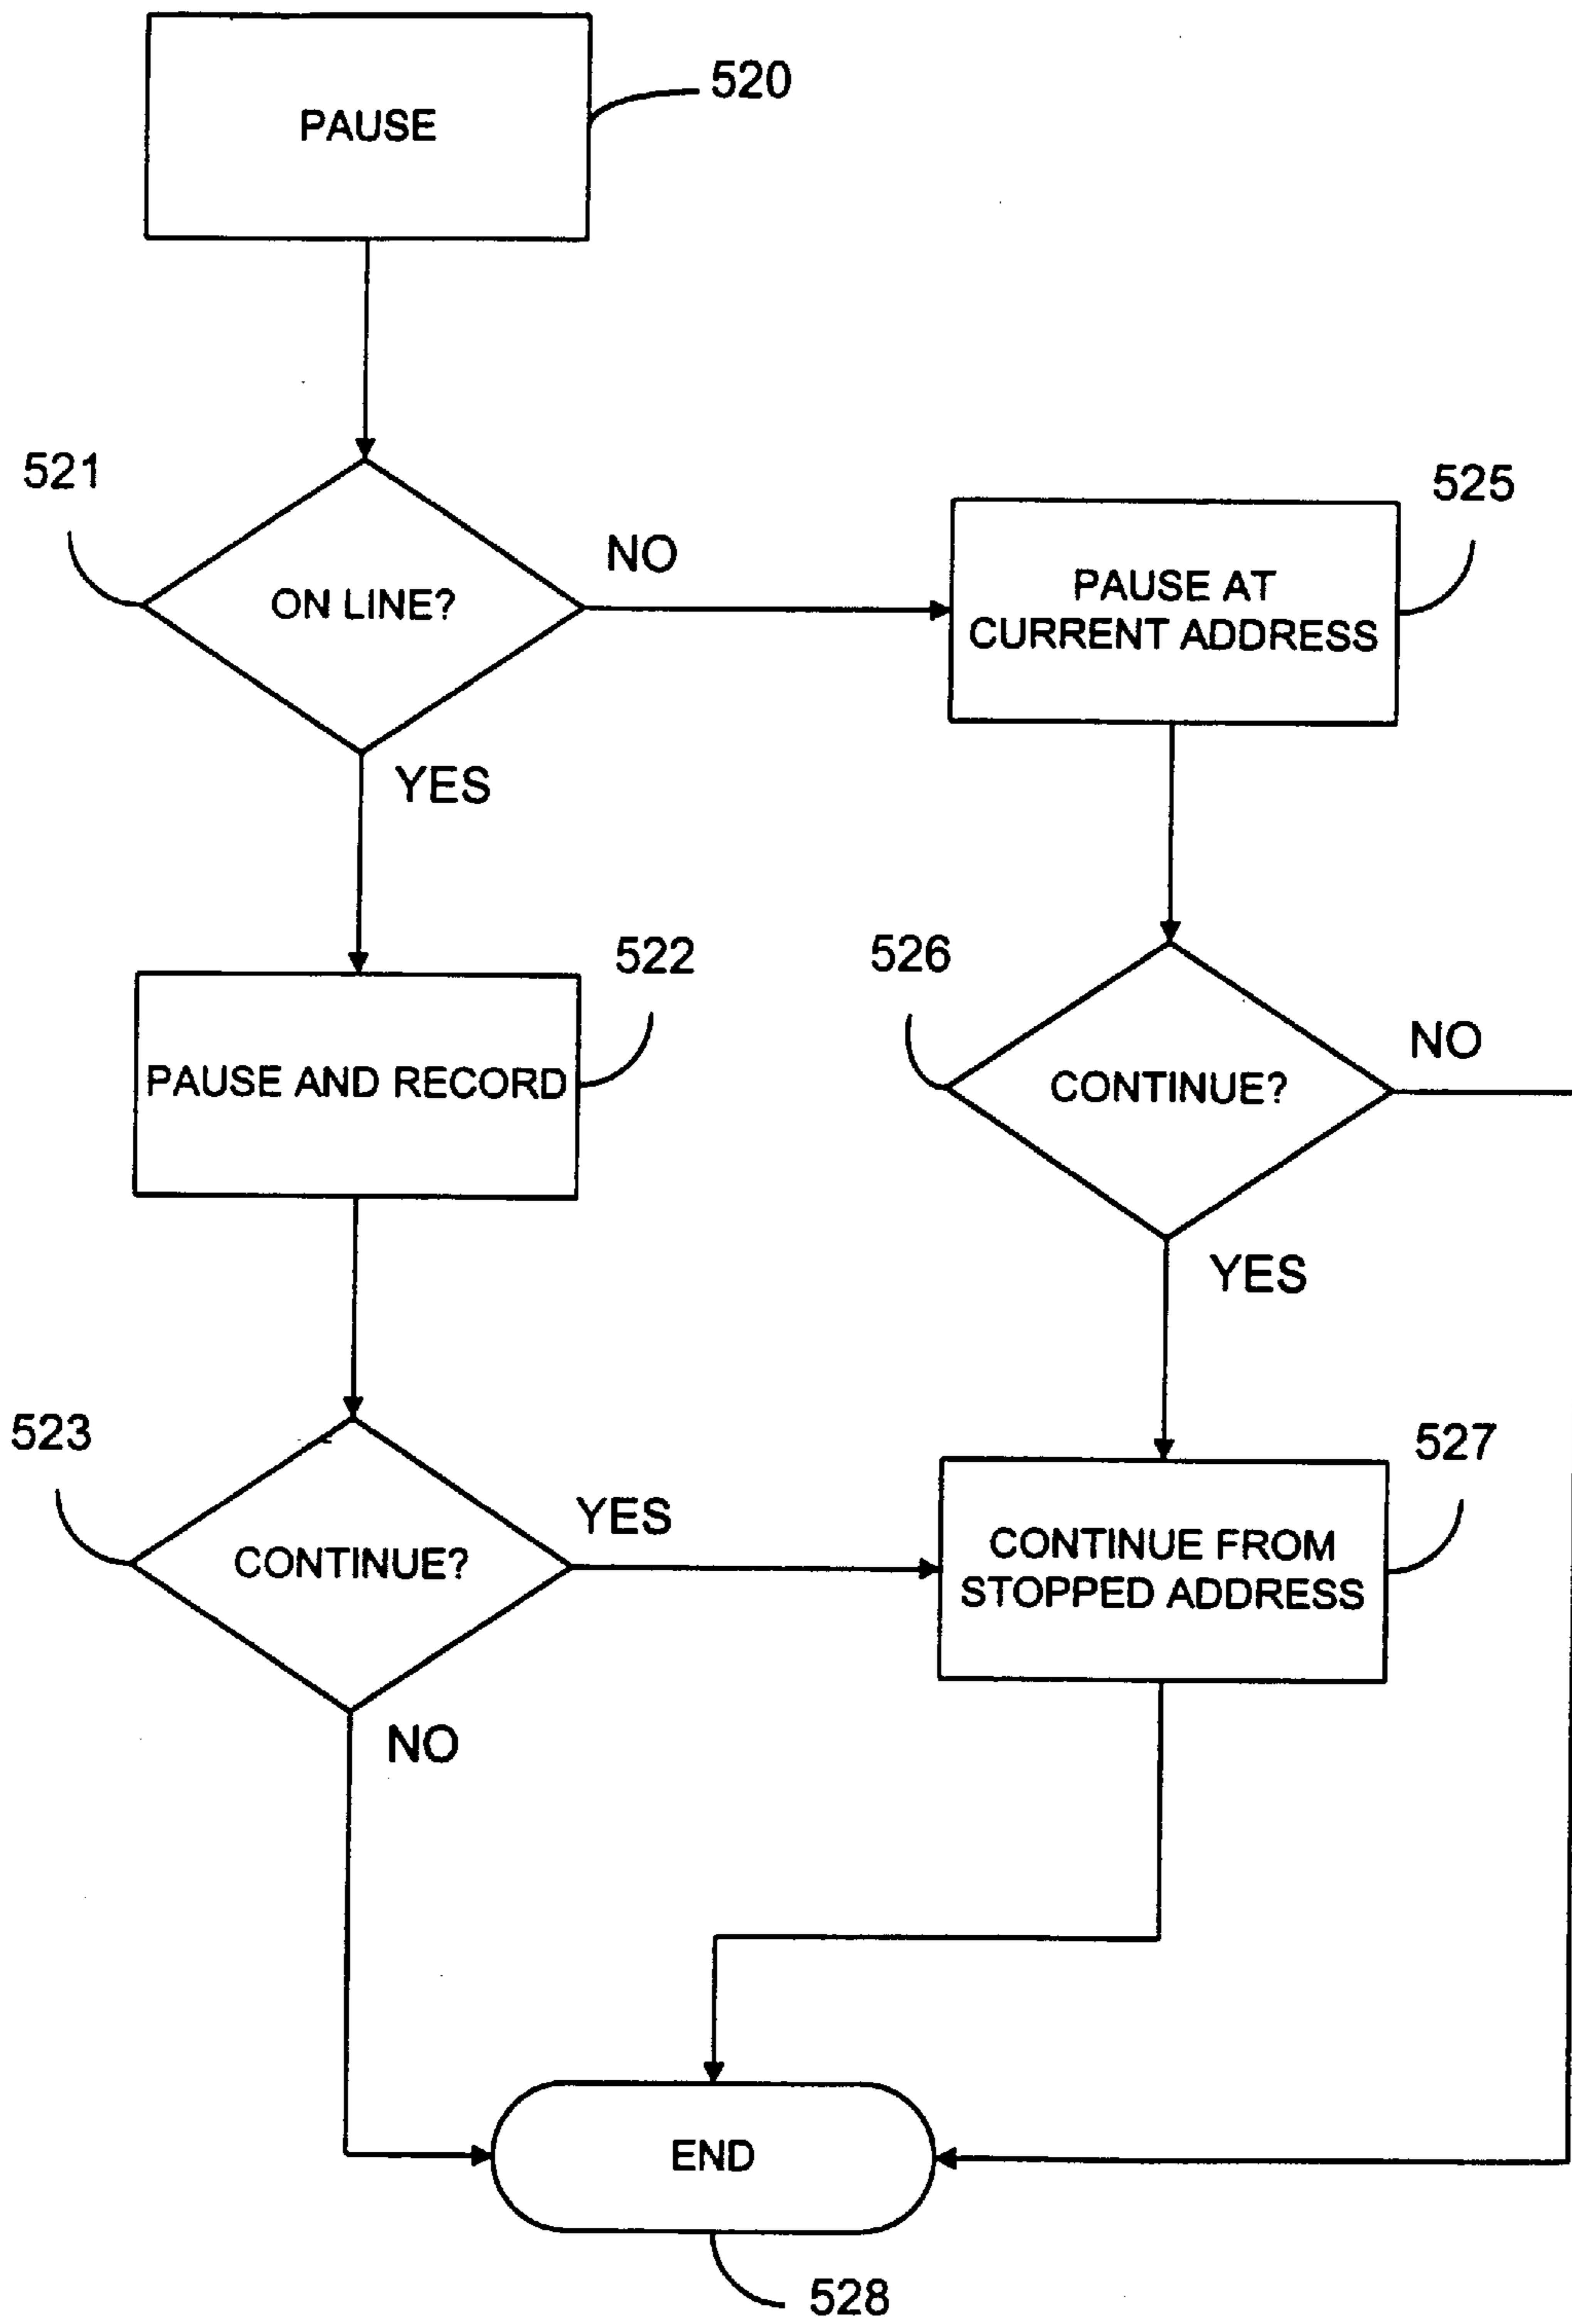 PAUSE
520
521
ON LINE?
NO
YES
PAUSE AT
CURRENT ADDRESS
525
PAUSE AND RECORD
522
526
CONTINUE?
NO
YES
523
CONTINUE?
YES
NO
CONTINUE FROM
STOPPED ADDRESS
527
END
528